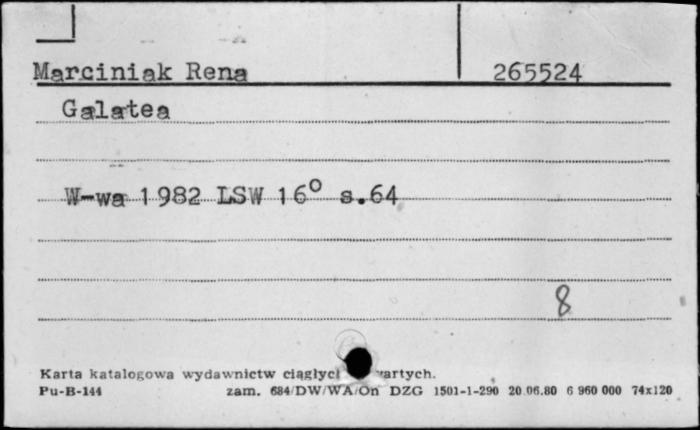 Marciniak Rena 265524
Galatea
W-wa 1982 LSW 16° s.64
8
Karta katalogowa wydawnictw ciągłyc
Pu-B-144 zam. 684/DW/WA/On DZG 1501-1-290 20.06.80 6 960 000 74x120